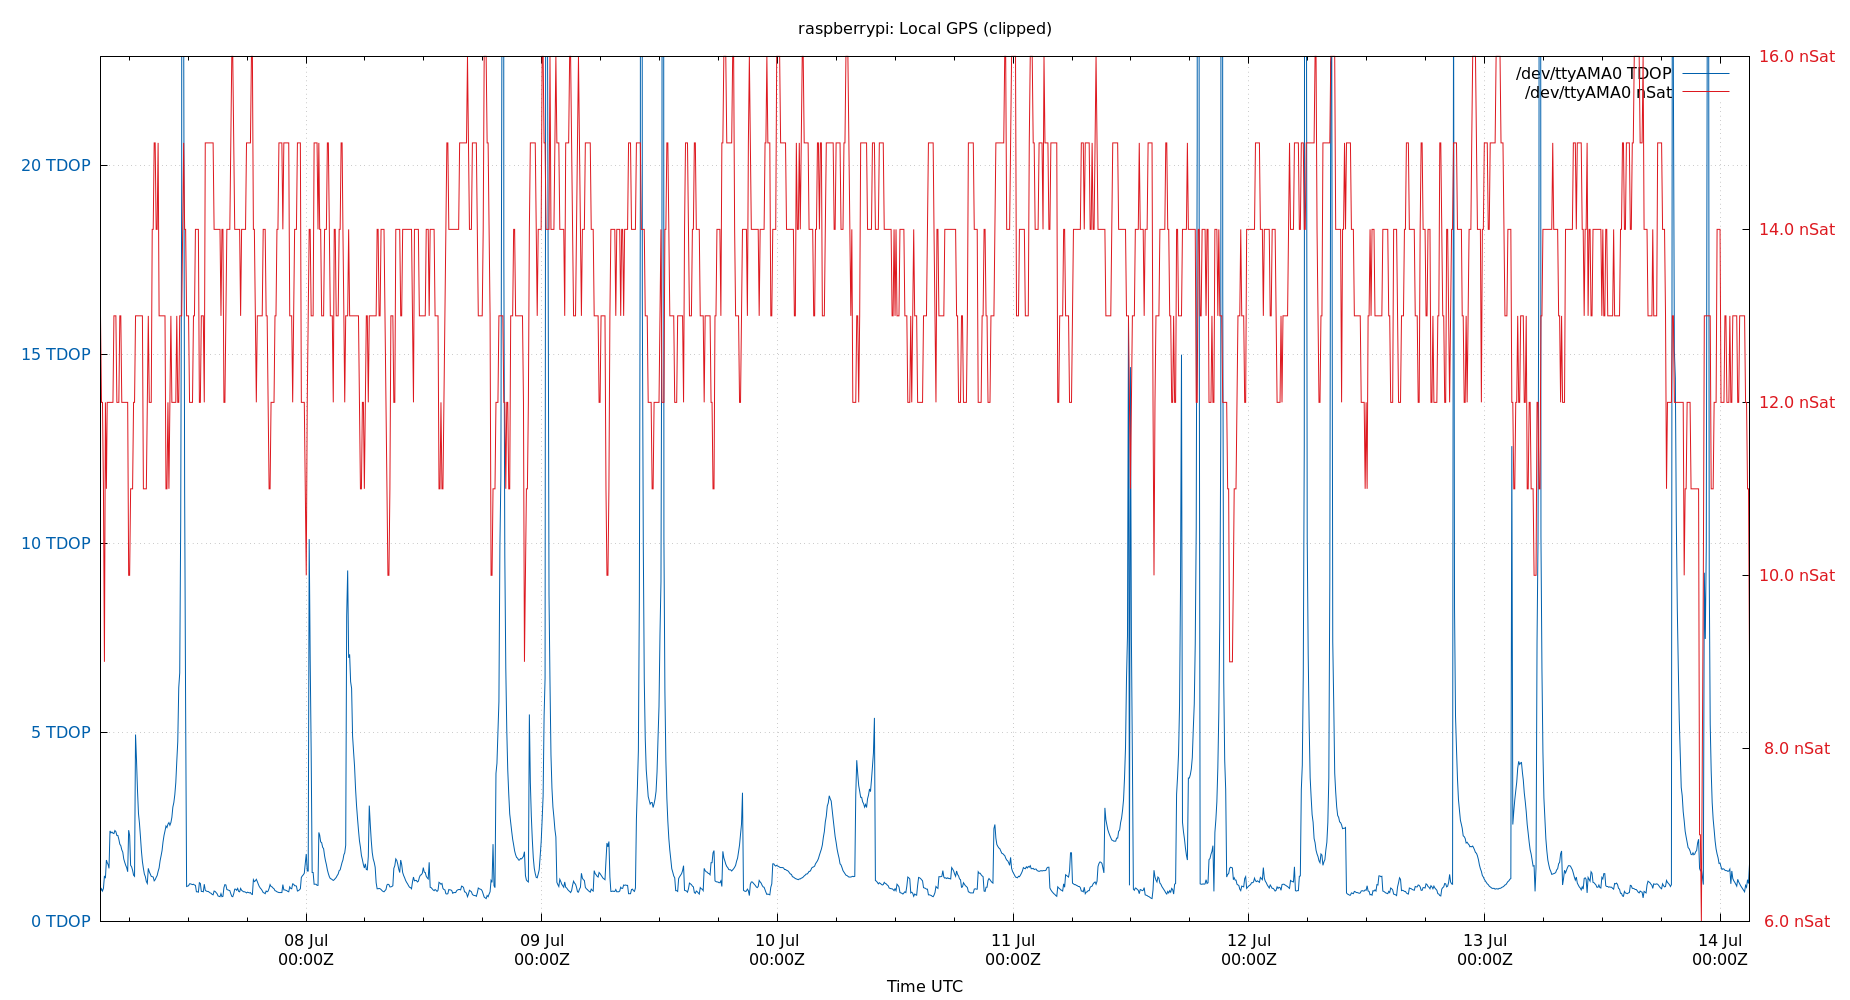 raspberrypi: Local GPS (clipped)
16.0 nSat
/dev/ttyAMA0 TDOP
/dev/ttyAMA0 nSat
20 TDOP
14.0 nSat
15 TDOP
12.0 nSat
10 TDOP
10.0 nSat
5 TDOP
8.0 nSat
0 TDOP
6.0 nSat
08 Jul
00:00Z
09 Jul
00:00Z
10 Jul
00:00Z
11 Jul
00:00Z
12 Jul
00:00Z
13 Jul
00:00Z
14 Jul
00:00Z
Time UTC